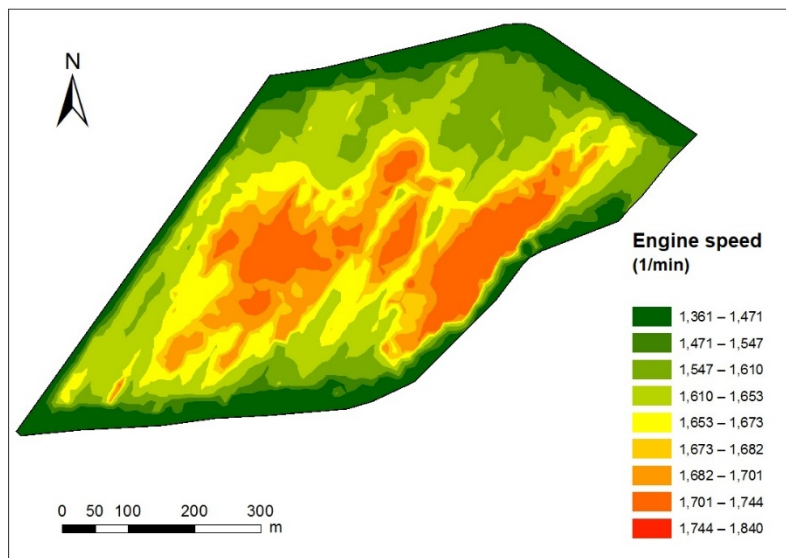 N
Engine speed
(1/min)
1,361 – 1,471
1,471 – 1,547
1,547 – 1,610
1,610 – 1,653
1,653 – 1,673
1,673 – 1,682
1,682 – 1,701
1,701 – 1,744
1,744 – 1,840
0 50 100 200 300
m